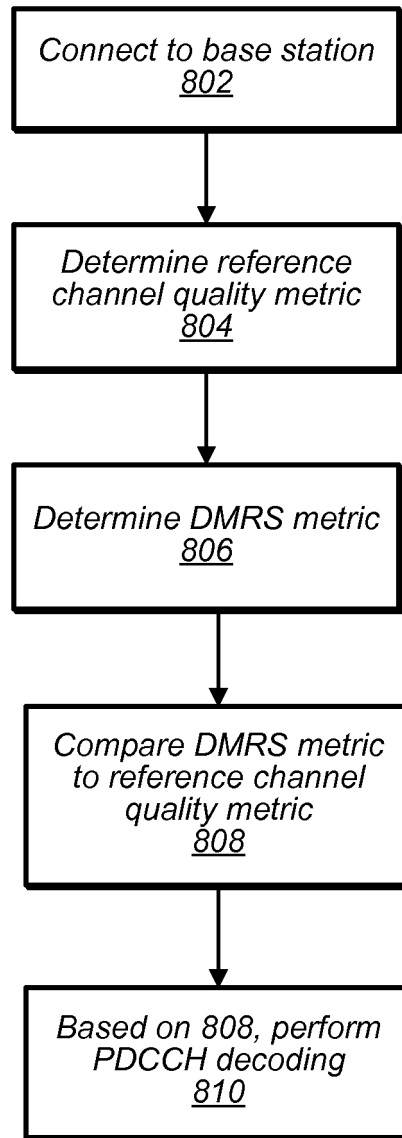 Connect to base station
802
Determine reference
channel quality metric
804
Determine DMRS metric
806
Compare DMRS metric
to reference channel
quality metric
808
Based on 808, perform
PDCCH decoding
810